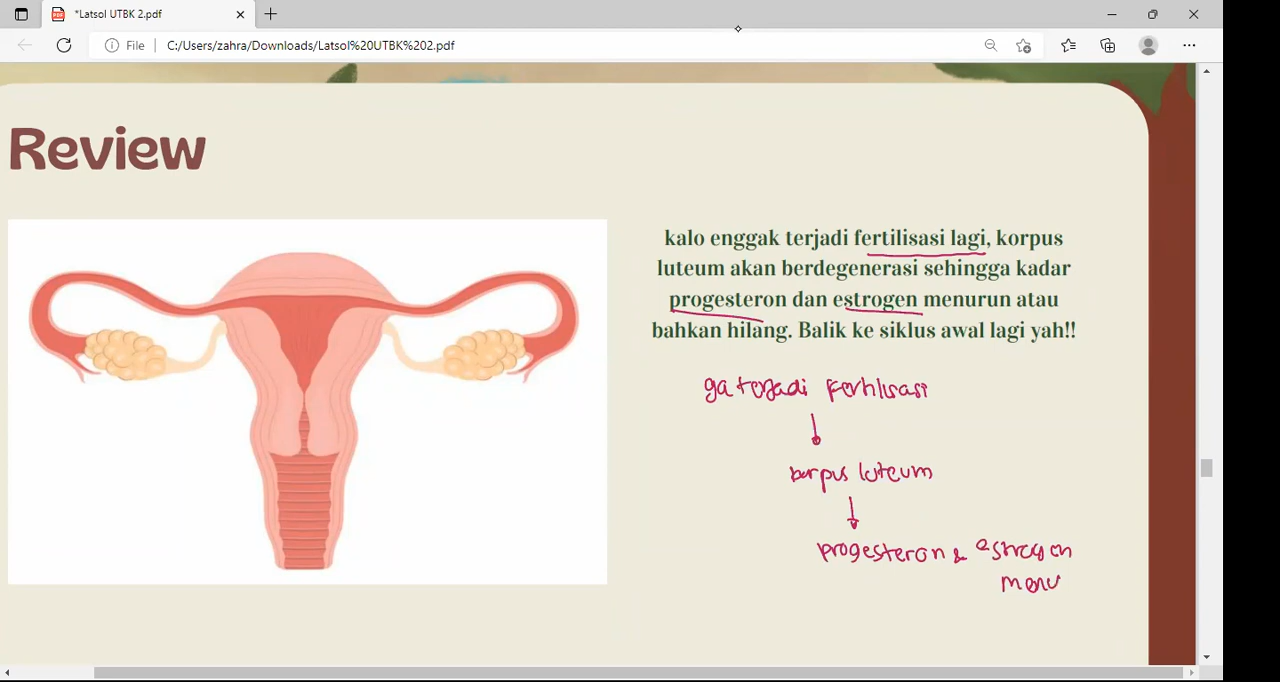 *Latsol UTBK 2.pdf
File
C:/Users/zahra/Downloads/Latsol%20UTBK%202.pdf
Review
kalo enggak terjadi fertilisasi lagi, korpus
luteum akan berdegenerasi sehingga kadar
progesteron dan estrogen menurun atau
bahkan hilang. Balik ke siklus awal lagi yah!!
ga terjadi fertilisasi
korpus luteum
progesteron & estrogen
menu